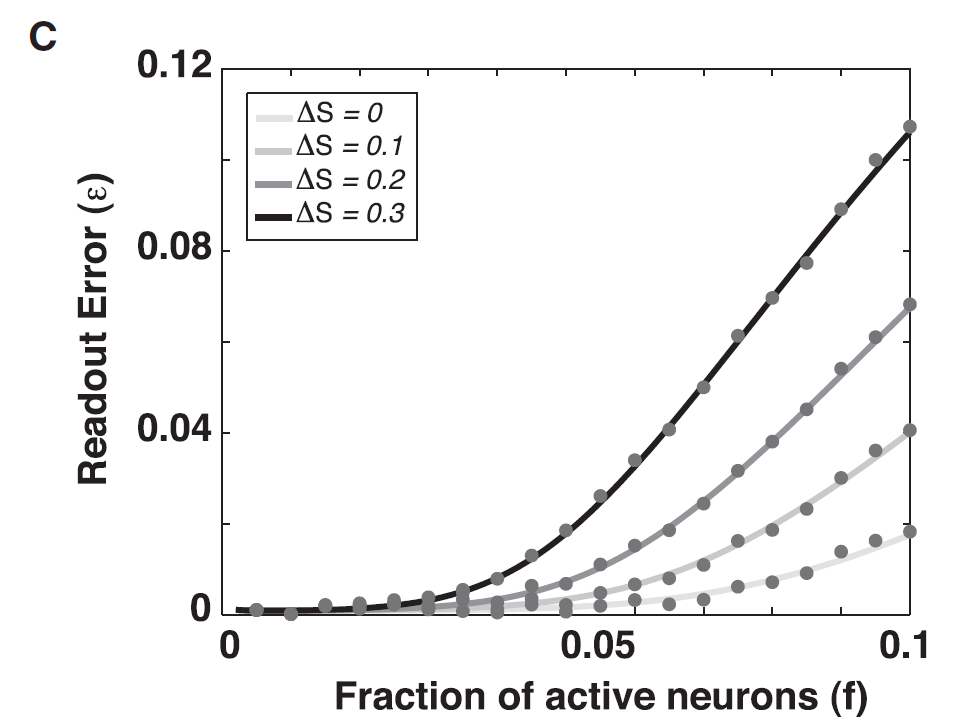 C
0.12
ΔS = 0
ΔS = 0.1
ΔS = 0.2
ΔS = 0.3
0.08
0.04
0
Readout Error (ε)
0
0.05
0.1
Fraction of active neurons (f)